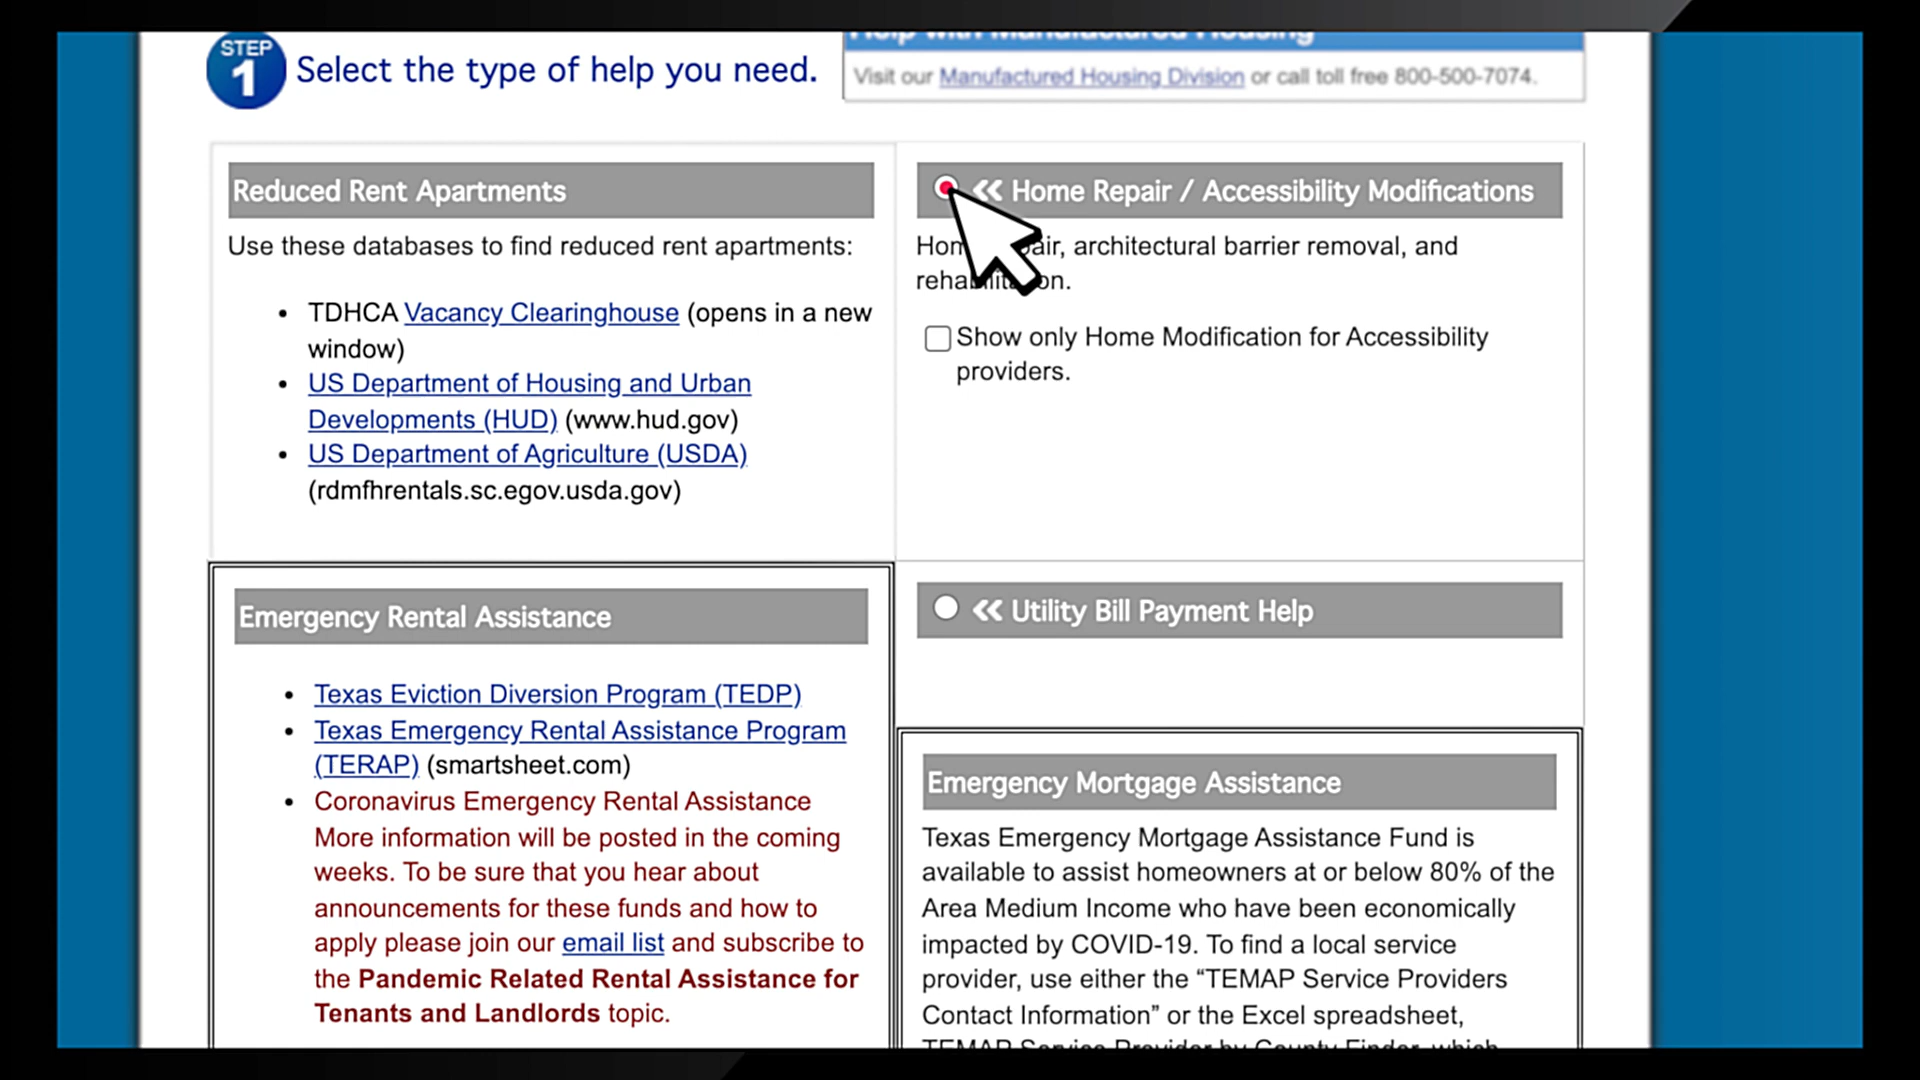 STEP
1
Select the type of help you need.
Help with Manufactured Housing
Visit our Manufactured Housing Division or call toll free 800-500-7074.
Reduced Rent Apartments
Use these databases to find reduced rent apartments:
• TDHCA Vacancy Clearinghouse (opens in a new
window)
• US Department of Housing and Urban
Developments (HUD) (www.hud.gov)
• US Department of Agriculture (USDA)
(rdmfhrentals.sc.egov.usda.gov)
« Home Repair / Accessibility Modifications
architectural barrier removal, and
Show only Home Modification for Accessibility
providers.
Emergency Rental Assistance
• Texas Eviction Diversion Program (TEDP)
• Texas Emergency Rental Assistance Program
(TERAP) (smartsheet.com)
• Coronavirus Emergency Rental Assistance
More information will be posted in the coming
weeks. To be sure that you hear about
announcements for these funds and how to
apply please join our email list and subscribe to
the Pandemic Related Rental Assistance for
Tenants and Landlords topic.
« Utility Bill Payment Help
Emergency Mortgage Assistance
Texas Emergency Mortgage Assistance Fund is
available to assist homeowners at or below 80% of the
Area Medium Income who have been economically
impacted by COVID-19. To find a local service
provider, use either the “TEMAP Service Providers
Contact Information” or the Excel spreadsheet,
TEMAP Service Provider by County Finder, which